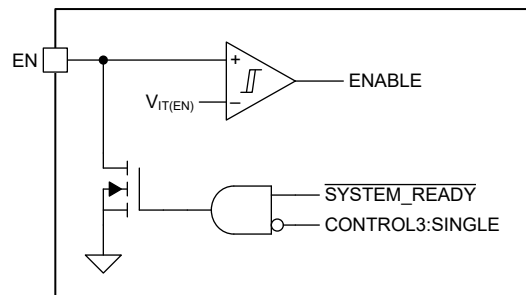 EN
+
ENABLE
V_IT(EN)
−
SYSTEM_READY
CONTROL3:SINGLE